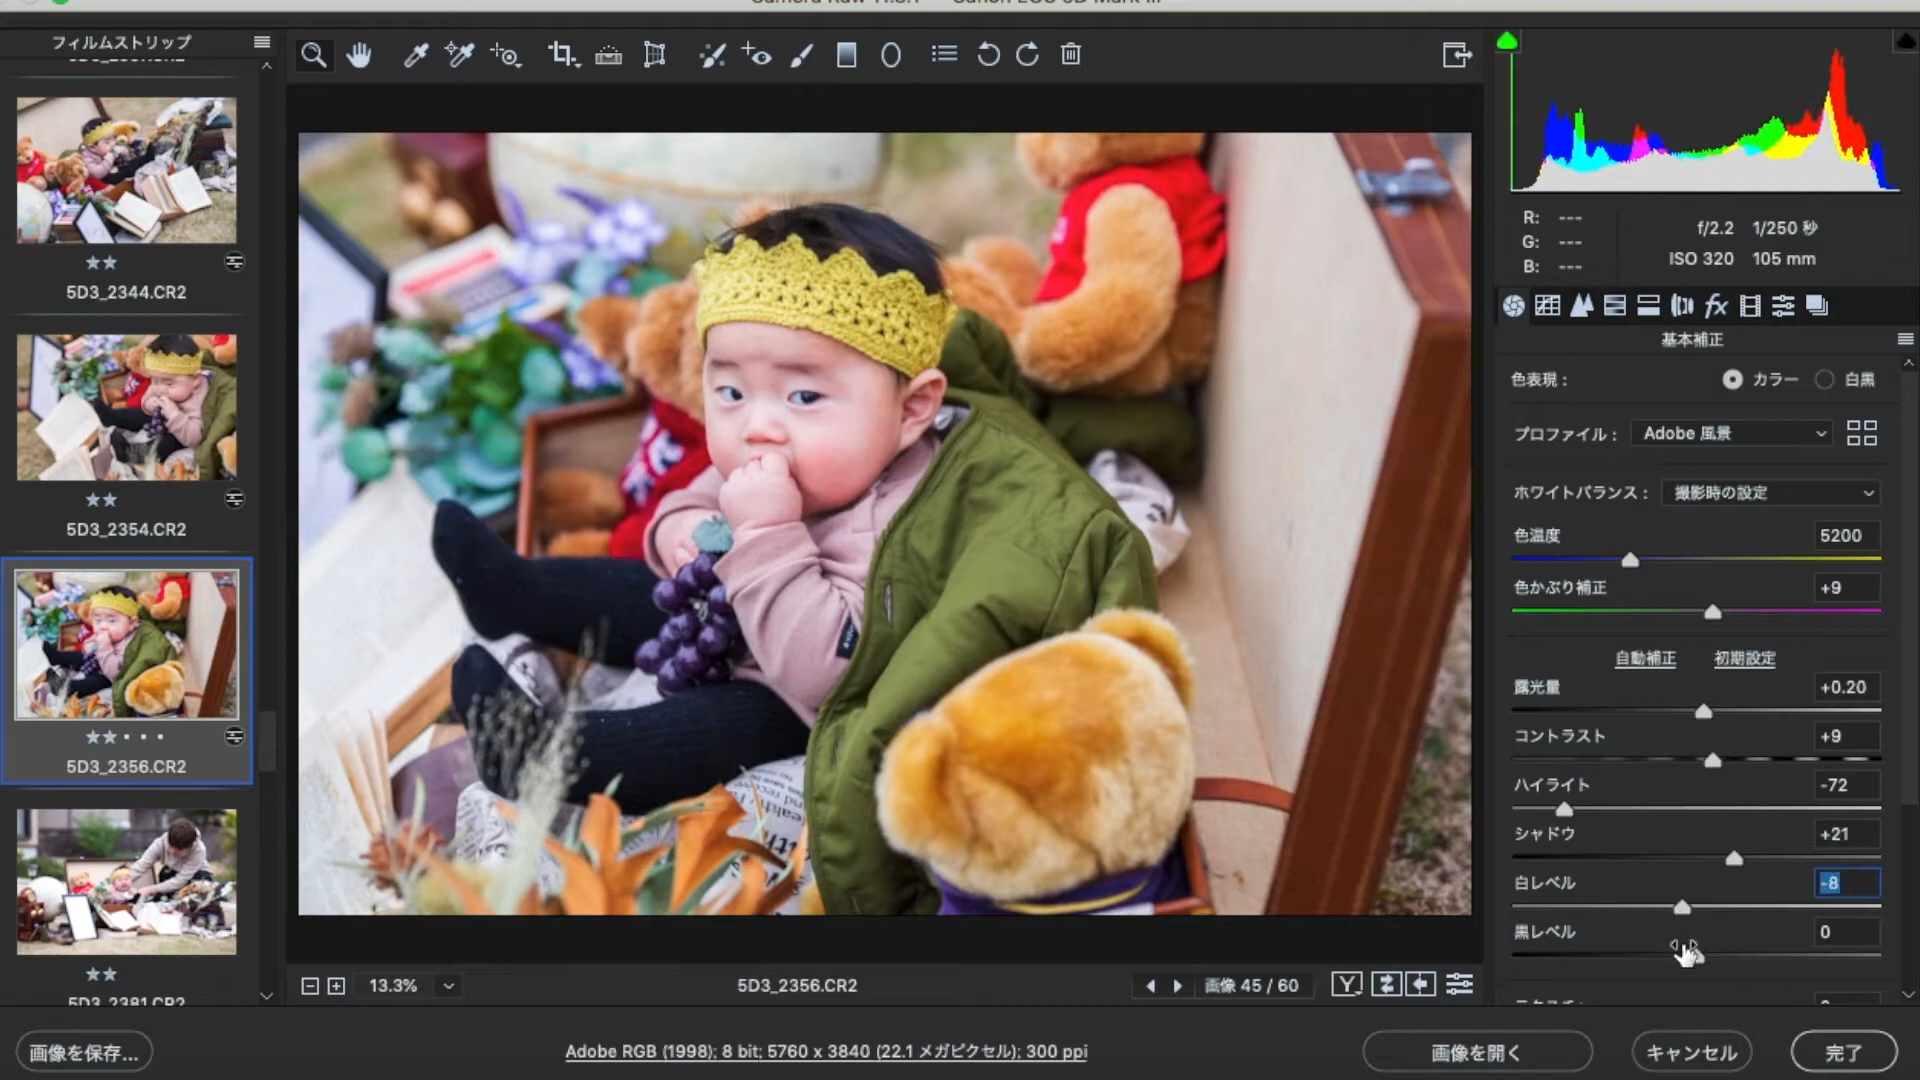 フィルムストリップ
5D3_2344.CR2
5D3_2354.CR2
5D3_2356.CR2
5D3_2381.CR2
R: ---
G: ---
B: ---
f/2.2 1/250 秒
ISO 320 105 mm
基本補正
色表現：
カラー
白黒
プロファイル：
Adobe 風景
ホワイトバランス：
撮影時の設定
色温度
5200
色かぶり補正
+9
自動補正
初期設定
露光量
+0.20
コントラスト
+9
ハイライト
-72
シャドウ
+21
白レベル
-8
黒レベル
0
13.3%
5D3_2356.CR2
画像 45 / 60
Y
画像を保存...
Adobe RGB (1998); 8 bit; 5760 x 3840 (22.1 メガピクセル); 300 ppi
画像を開く
キャンセル
完了